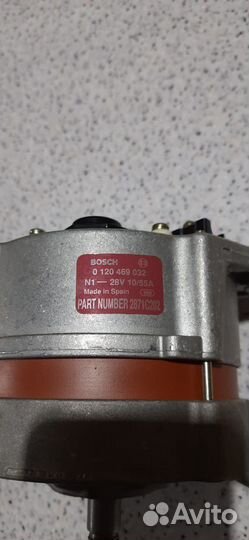 BOSCH
0 120 469 032
N1 — 28V 10/55A
Made in Spain
PART NUMBER 2871C202
Avito